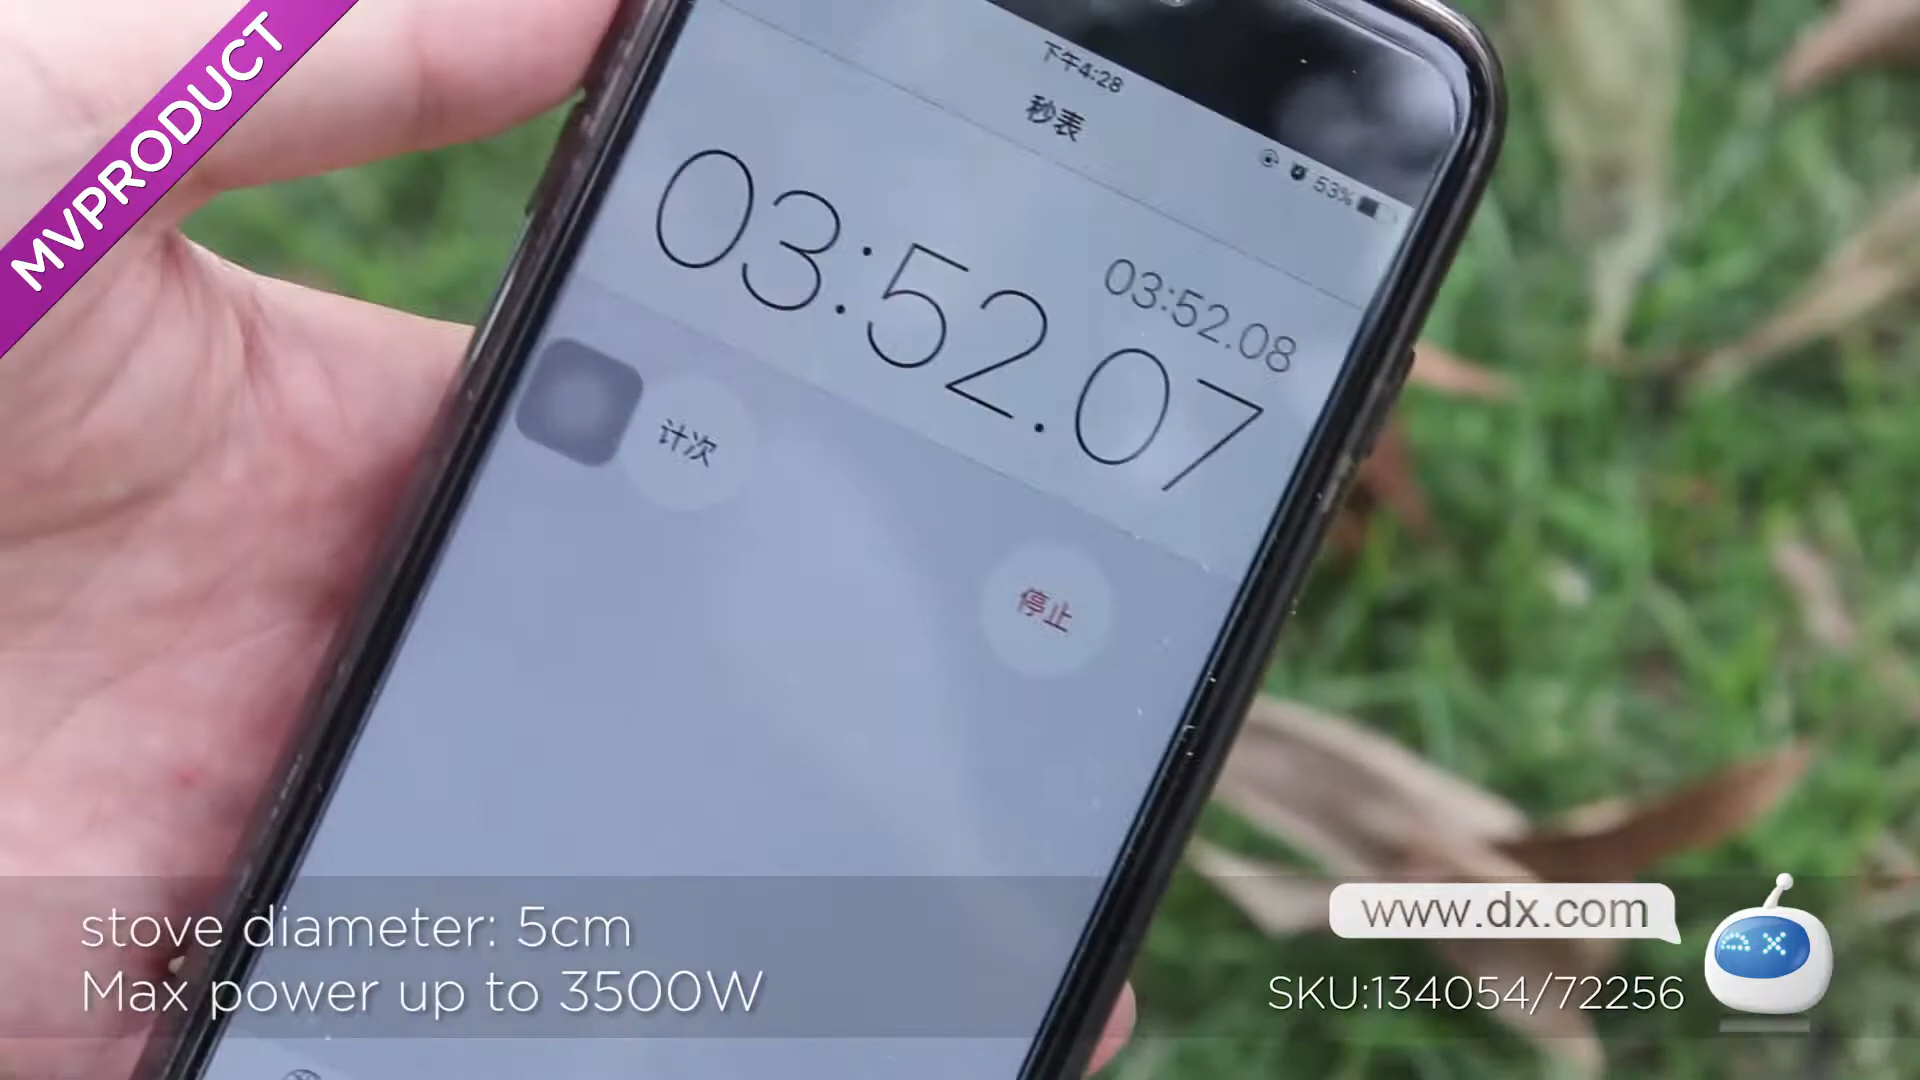 MVPRODUCT
下午4:28
秒表
53%
03:52.08
03:52.07
计次
停止
stove diameter: 5cm
Max power up to 3500W
www.dx.com
SKU:134054/72256